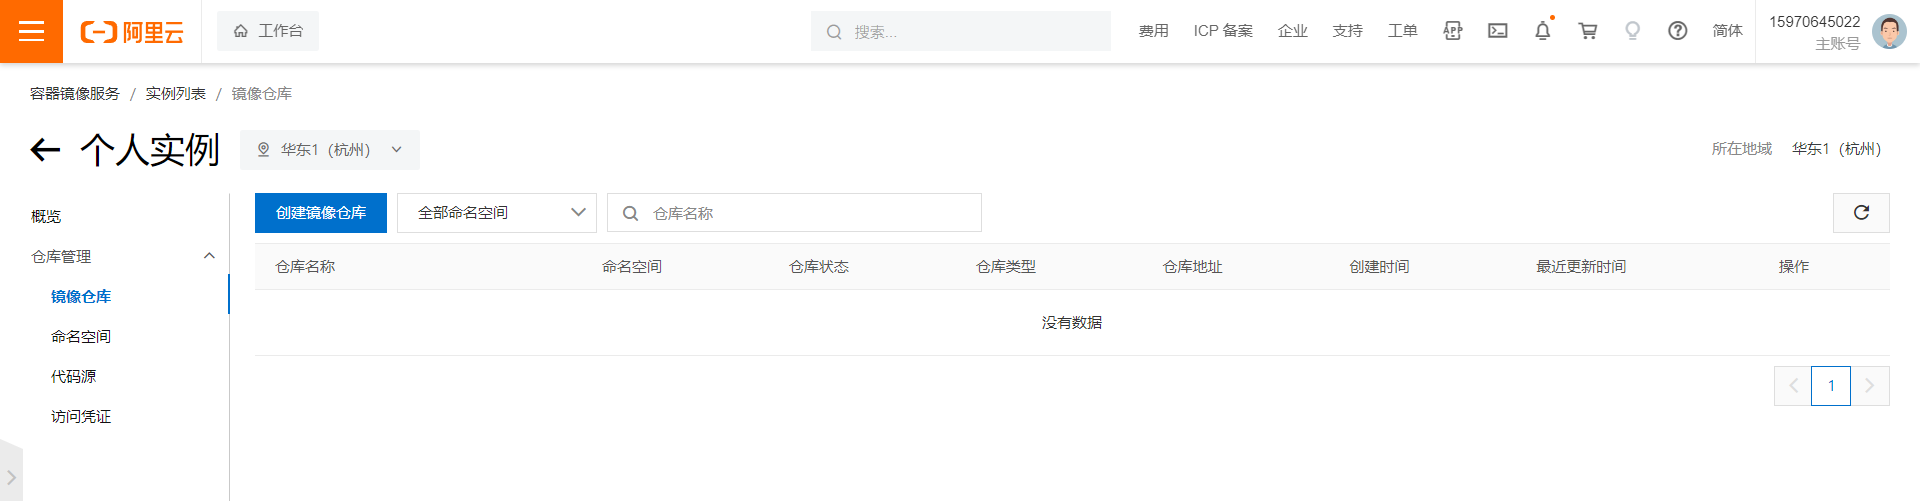 阿里云
工作台
搜索...
费用
ICP 备案
企业
支持
工单
APP
简体
15970645022
主账号
容器镜像服务 / 实例列表 / 镜像仓库
个人实例
华东1（杭州）
所在地域 华东1（杭州）
概览
仓库管理
镜像仓库
命名空间
代码源
访问凭证
创建镜像仓库
全部命名空间
仓库名称
仓库名称 命名空间 仓库状态 仓库类型 仓库地址 创建时间 最近更新时间 操作
没有数据
1